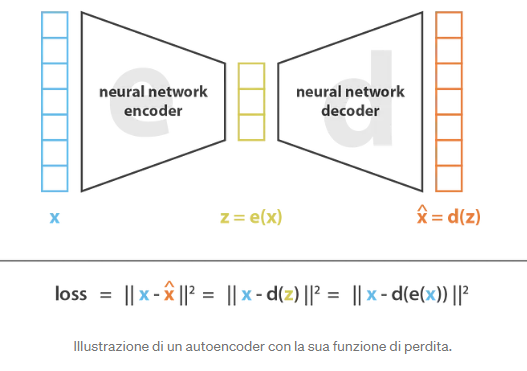 e
neural network
encoder
d
neural network
decoder
x
z = e(x)
x̂ = d(z)
loss = || x - x̂ ||² = || x - d(z) ||² = || x - d(e(x)) ||²
Illustrazione di un autoencoder con la sua funzione di perdita.